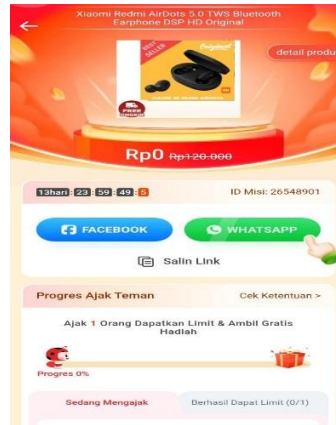 Xiaomi Redmi AirDots 5.0 TWS Bluetooth
Earphone DSP HD Original
BEST
SELLER
Original
detail produ
FREE
ONGKIR
Rp0 Rp120.000
13hari : 23 : 59 : 49 : 5
ID Misi: 26548901
FACEBOOK
WHATSAPP
Salin Link
Progres Ajak Teman
Cek Ketentuan >
Ajak 1 Orang Dapatkan Limit & Ambil Gratis
Hadiah
Progres 0%
Sedang Mengajak
Berhasil Dapat Limit (0/1)